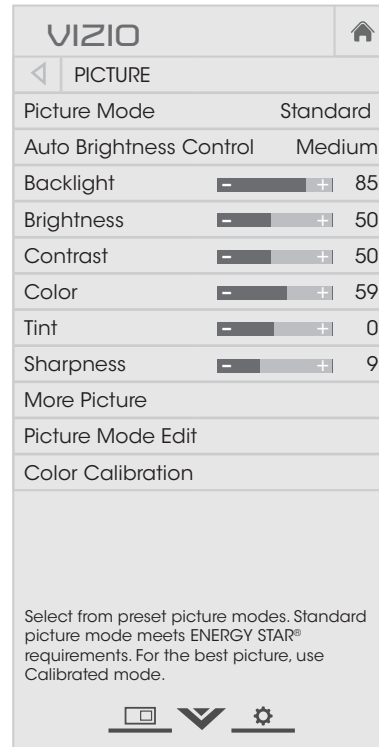 VIZIO
PICTURE
Picture Mode Standard
Auto Brightness Control Medium
Backlight - + 85
Brightness - + 50
Contrast - + 50
Color - + 59
Tint - + 0
Sharpness - + 9
More Picture
Picture Mode Edit
Color Calibration
Select from preset picture modes. Standard
picture mode meets ENERGY STAR®
requirements. For the best picture, use
Calibrated mode.